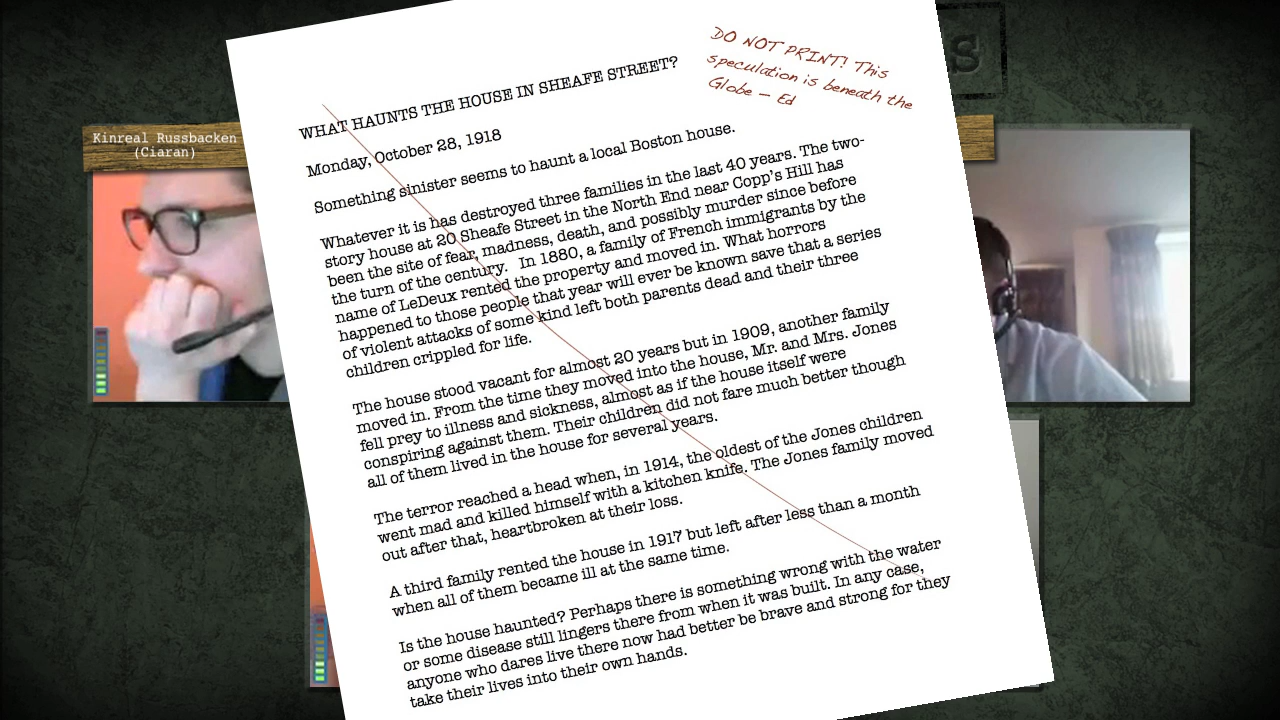 DO NOT PRINT! This
speculation is beneath the
Globe — Ed
S
Kinreal Russbacken
(Ciaran)
WHAT HAUNTS THE HOUSE IN SHEAFE STREET?
Monday, October 28, 1918
Something sinister seems to haunt a local Boston house.
Whatever it is has destroyed three families in the last 40 years. The two-
story house at 20 Sheafe Street in the North End near Copp's Hill has
been the site of fear, madness, death, and possibly murder since before
the turn of the century. In 1880, a family of French immigrants by the
name of LeDeux rented the property and moved in. What horrors
happened to those people that year will ever be known save that a series
of violent attacks of some kind left both parents dead and their three
children crippled for life.
The house stood vacant for almost 20 years but in 1909, another family
moved in. From the time they moved into the house, Mr. and Mrs. Jones
fell prey to illness and sickness, almost as if the house itself were
conspiring against them. Their children did not fare much better though
all of them lived in the house for several years.
The terror reached a head when, in 1914, the oldest of the Jones children
went mad and killed himself with a kitchen knife. The Jones family moved
out after that, heartbroken at their loss.
A third family rented the house in 1917 but left after less than a month
when all of them became ill at the same time.
Is the house haunted? Perhaps there is something wrong with the water
or some disease still lingers there from when it was built. In any case,
anyone who dares live there now had better be brave and strong for they
take their lives into their own hands.